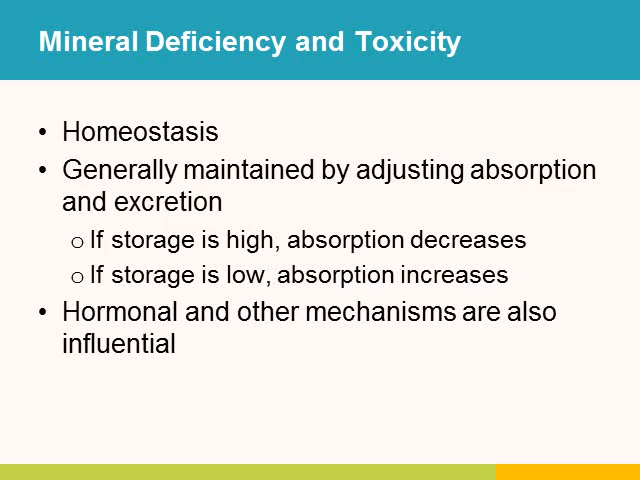 Mineral Deficiency and Toxicity
• Homeostasis
• Generally maintained by adjusting absorption
and excretion
o If storage is high, absorption decreases
o If storage is low, absorption increases
• Hormonal and other mechanisms are also
influential